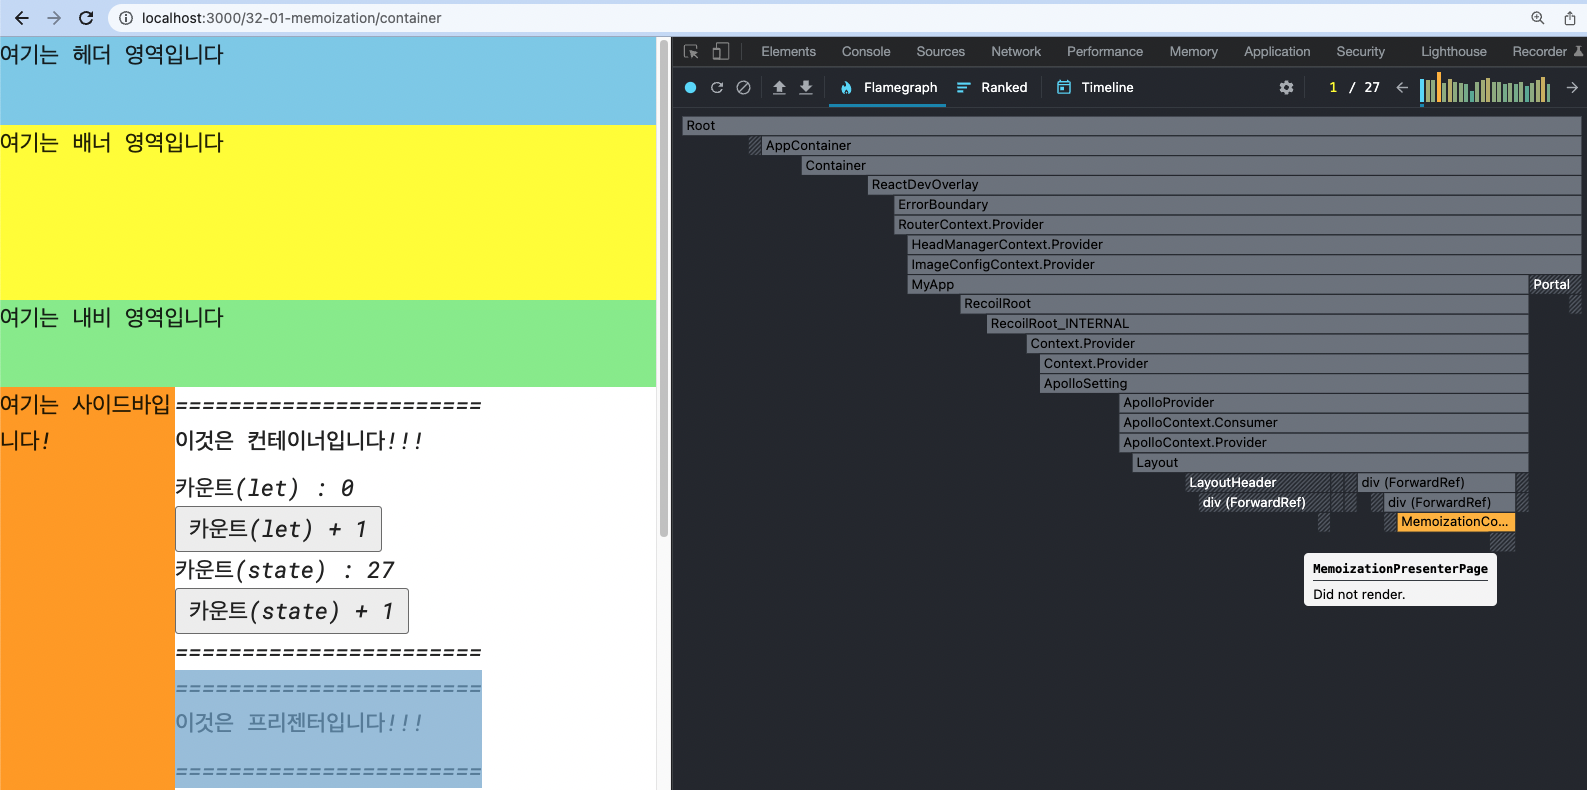 localhost:3000/32-01-memoization/container
여기는 헤더 영역입니다
여기는 배너 영역입니다
여기는 내비 영역입니다
여기는 사이드바입
니다!
=======================
이것은 컨테이너입니다!!!
카운트(let) : 0
카운트(let) + 1
카운트(state) : 27
카운트(state) + 1
=======================
=======================
이것은 프리젠터입니다!!!
=======================
Elements Console Sources Network Performance Memory Application Security Lighthouse Recorder
Flamegraph Ranked Timeline 1 / 27
Root
AppContainer
Container
ReactDevOverlay
ErrorBoundary
RouterContext.Provider
HeadManagerContext.Provider
ImageConfigContext.Provider
MyApp Portal
RecoilRoot
RecoilRoot_INTERNAL
Context.Provider
Context.Provider
ApolloSetting
ApolloProvider
ApolloContext.Consumer
ApolloContext.Provider
Layout
LayoutHeader div (ForwardRef)
div (ForwardRef) div (ForwardRef)
MemoizationCo...
MemoizationPresenterPage
Did not render.